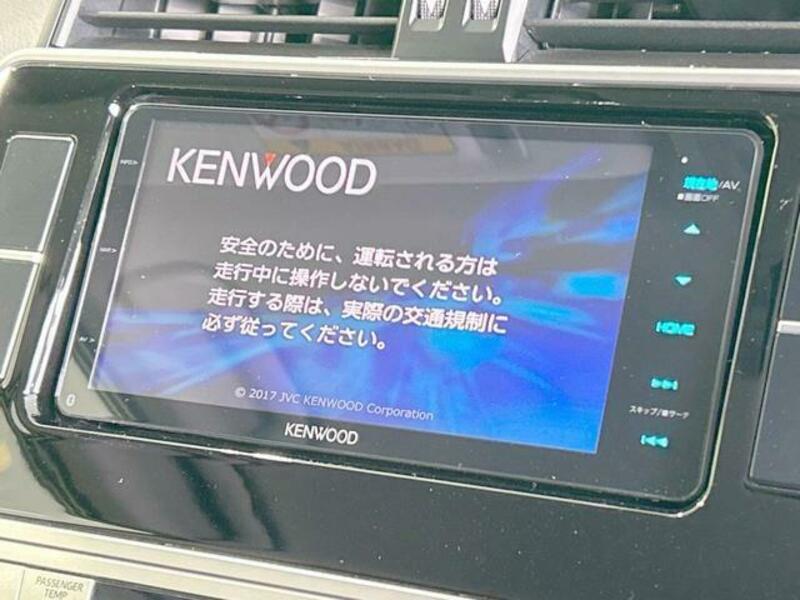 KENWOOD
安全のために、運転される方は
走行中に操作しないでください。
走行する際は、実際の交通規制に
必ず従ってください。
© 2017 JVC KENWOOD Corporation
KENWOOD
現在地/AV
■画面OFF
HOME
スキップ/番サーチ
PASSENGER
TEMP